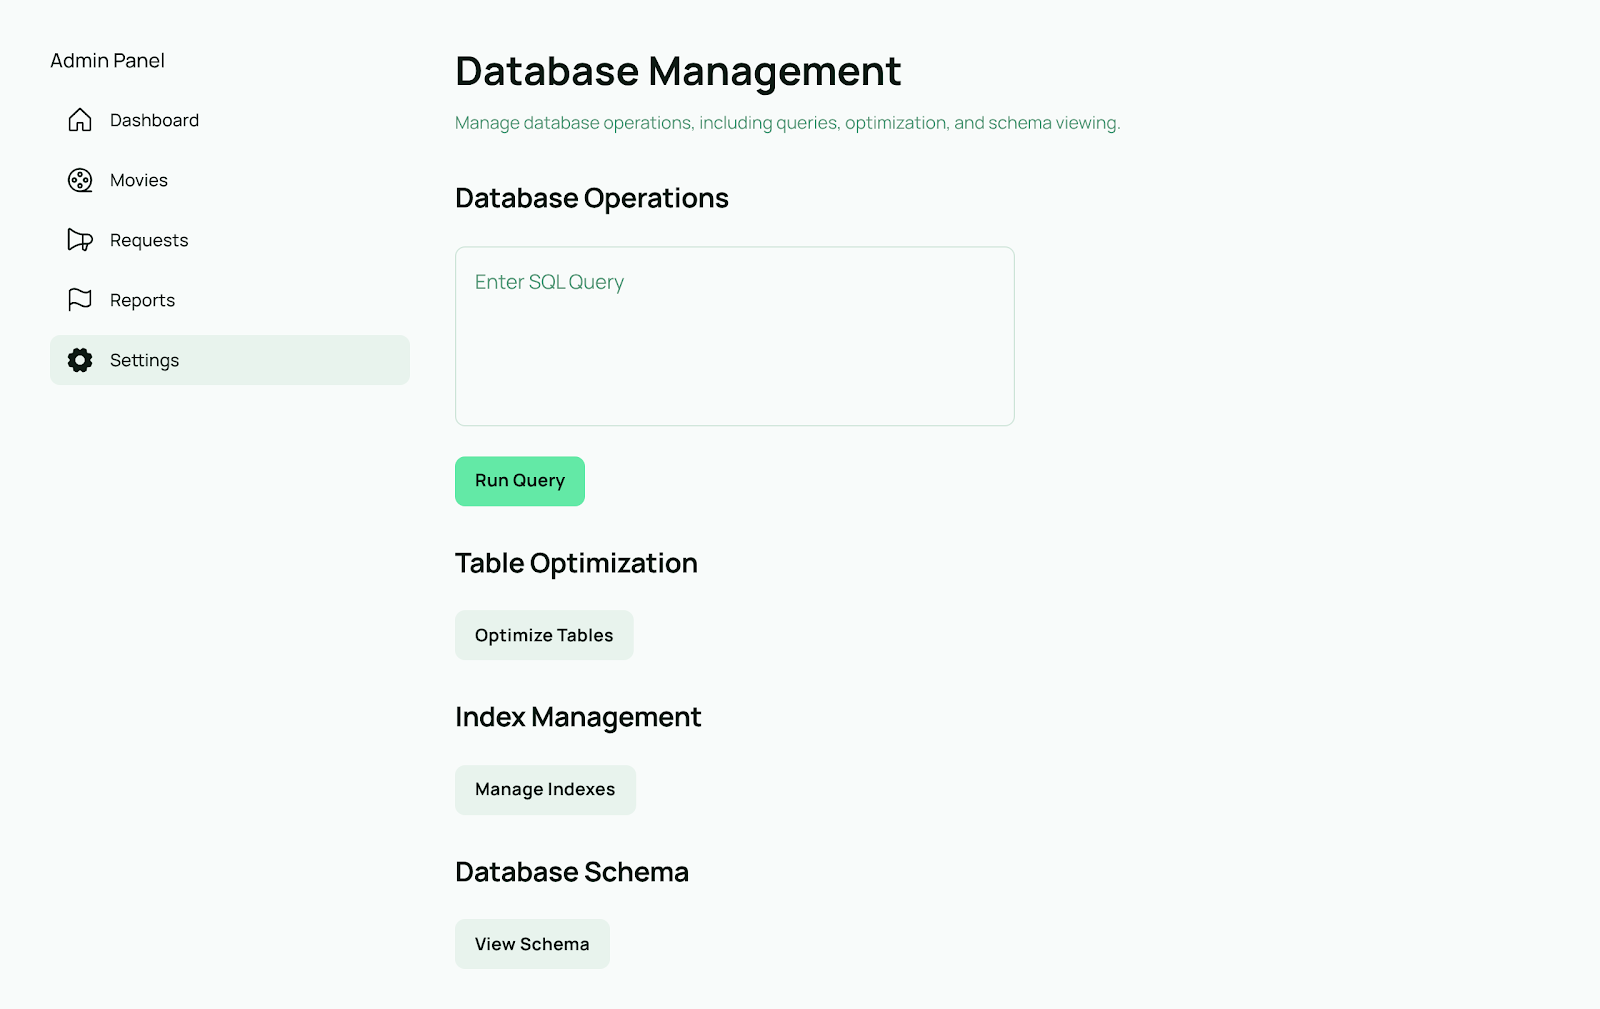 Admin Panel
Dashboard
Movies
Requests
Reports
Settings
Database Management
Manage database operations, including queries, optimization, and schema viewing.
Database Operations
Enter SQL Query
Run Query
Table Optimization
Optimize Tables
Index Management
Manage Indexes
Database Schema
View Schema